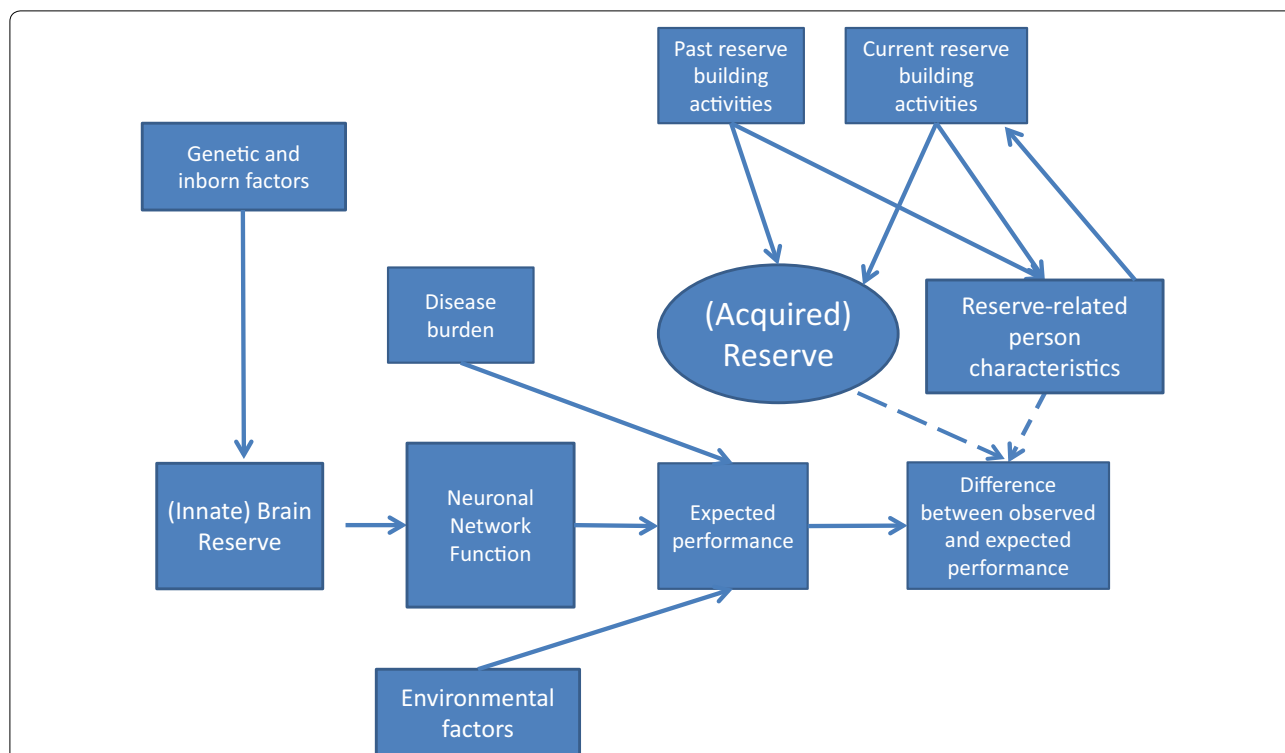 Past reserve
building
activities
Current reserve
building
activities
Genetic and
inborn factors
Disease
burden
(Acquired)
Reserve
Reserve-related
person
characteristics
(Innate) Brain
Reserve
Neuronal
Network
Function
Expected
performance
Difference
between observed
and expected
performance
Environmental
factors